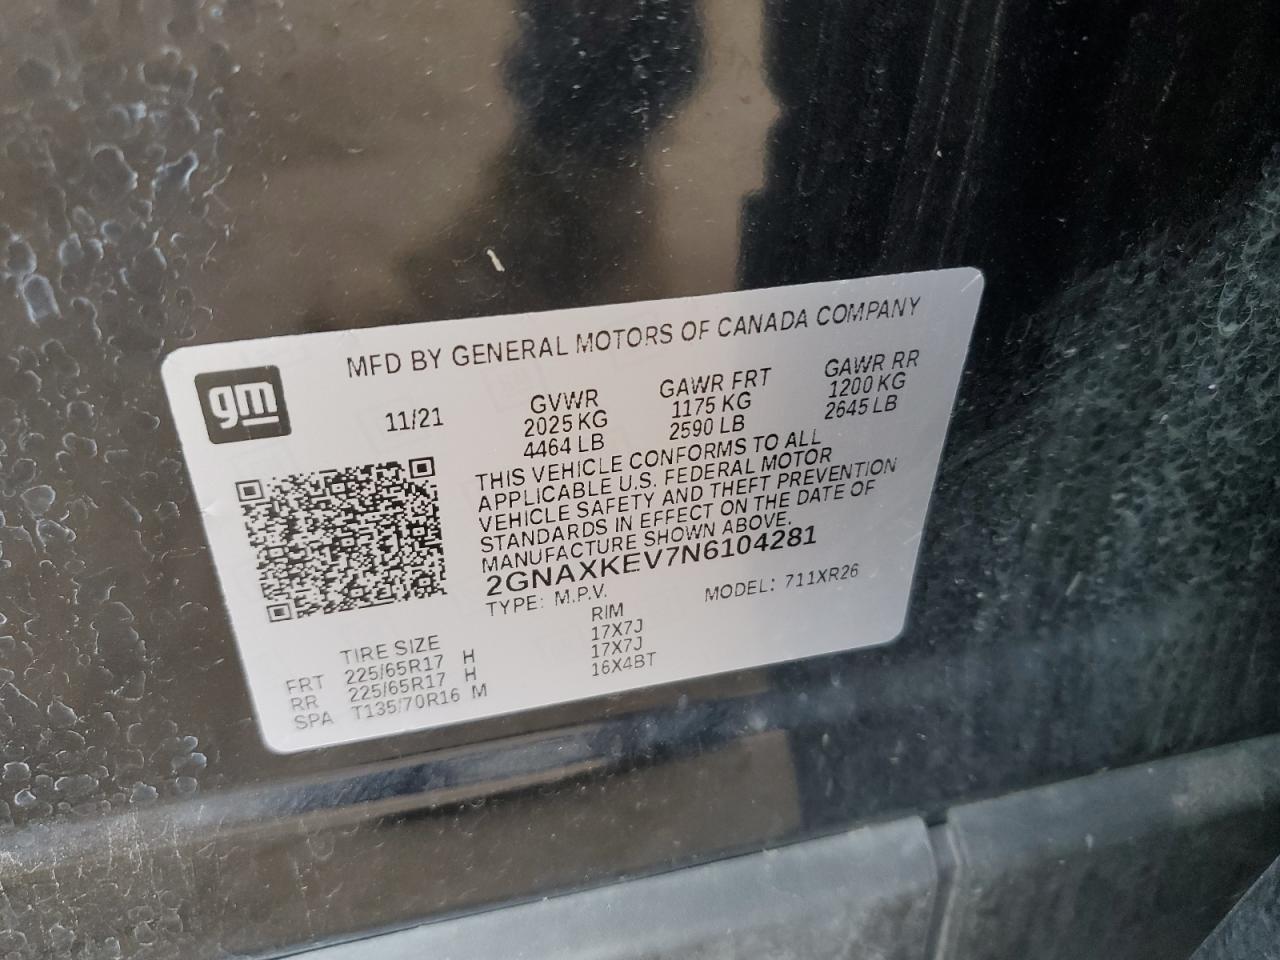 MFD BY GENERAL MOTORS OF CANADA COMPANY
gm
11/21
GVWR
2025 KG
4464 LB
GAWR FRT
1175 KG
2590 LB
GAWR RR
1200 KG
2645 LB
THIS VEHICLE CONFORMS TO ALL
APPLICABLE U.S. FEDERAL MOTOR
VEHICLE SAFETY AND THEFT PREVENTION
STANDARDS IN EFFECT ON THE DATE OF
MANUFACTURE SHOWN ABOVE.
2GNAXKEV7N6104281
TYPE: M.P.V. MODEL: 711XR26
TIRE SIZE RIM
FRT 225/65R17 H 17X7J
RR 225/65R17 H 17X7J
SPA T135/70R16 M 16X4BT